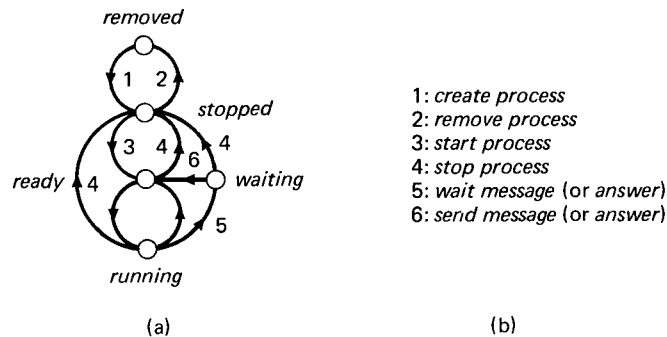 removed
1 2
stopped
3 4 4
6
ready 4 waiting
5
running
(a)
1: create process
2: remove process
3: start process
4: stop process
5: wait message (or answer)
6: send message (or answer)
(b)